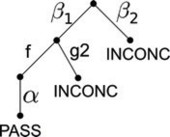 β₁ β₂
f g2 INCONC
α INCONC
PASS